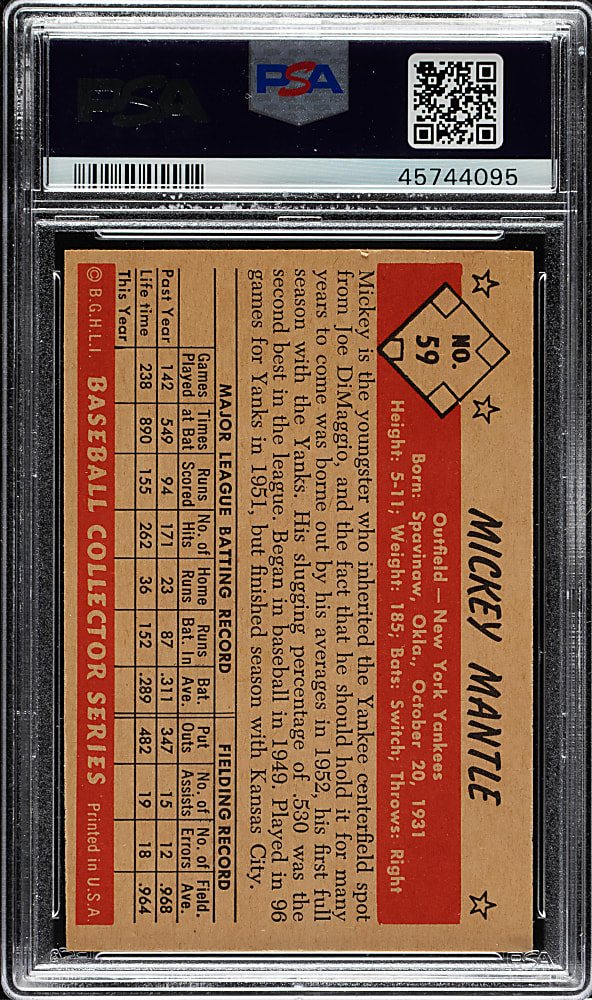 PSA
PSA
45744095
NO.
59
MICKEY MANTLE
Outfield — New York Yankees
Born: Spavinaw, Okla., October 20, 1931
Height: 5-11; Weight: 185; Bats: Switch; Throws: Right
Mickey is the youngster who inherited the Yankee centerfield spot
from Joe DiMaggio, and the fact that he should hold it for many
years to come was borne out by his averages in 1952, his first full
season with the Yanks. His slugging percentage of .530 was the
second best in the league. Began in baseball in 1949. Played in 96
games for Yanks in 1951, but finished season with Kansas City.
MAJOR LEAGUE BATTING RECORD FIELDING RECORD
Games Times Runs No. of Home Runs Bat. Put No. of No. of Field.
Played at Bat Scored Hits Runs Bat. In Ave. Outs Assists Errors Ave.
Past Year 142 549 94 171 23 87 .311 347 15 12 .968
Life time 238 890 155 262 36 152 .289 482 19 18 .964
This Year
© B.G.H.L.I. BASEBALL COLLECTOR SERIES Printed in U.S.A.
PSA